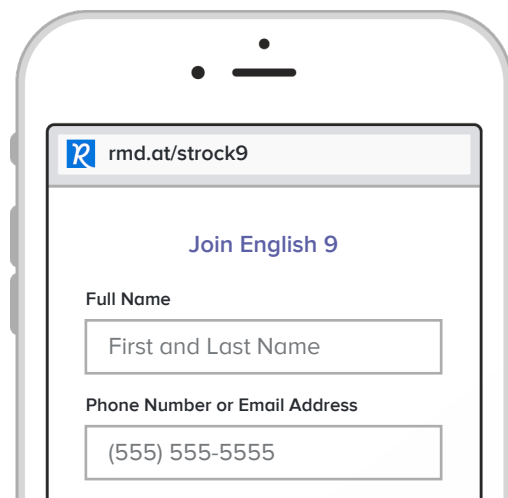 rmd.at/strock9
Join English 9
Full Name
First and Last Name
Phone Number or Email Address
(555) 555-5555